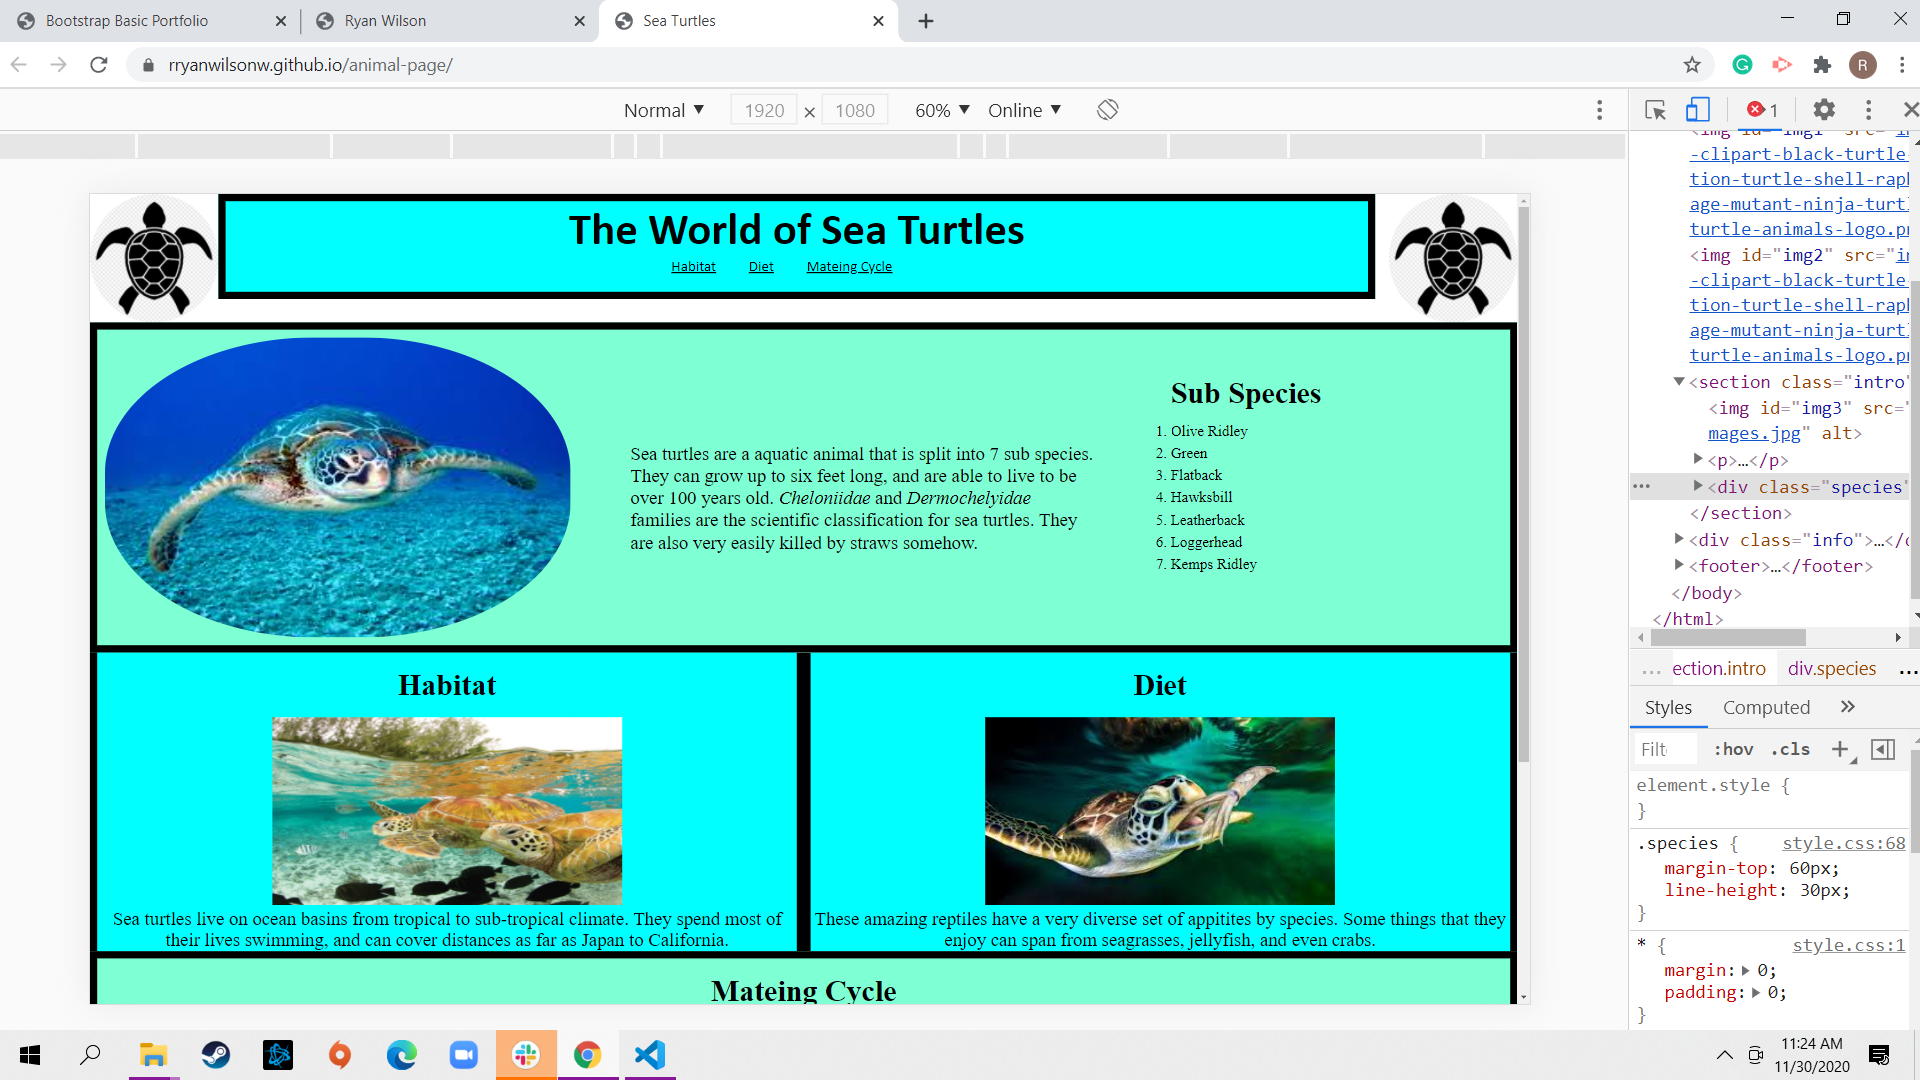 Bootstrap Basic Portfolio
Ryan Wilson
Sea Turtles
rryanwilsonw.github.io/animal-page/
R
Normal ▼ 1920 × 1080 60% ▼ Online ▼
1
The World of Sea Turtles
Habitat Diet Mateing Cycle
Sea turtles are a aquatic animal that is split into 7 sub species.
They can grow up to six feet long, and are able to live to be
over 100 years old. Cheloniidae and Dermochelyidae
families are the scientific classification for sea turtles. They
are also very easily killed by straws somehow.
Sub Species
1. Olive Ridley
2. Green
3. Flatback
4. Hawksbill
5. Leatherback
6. Loggerhead
7. Kemps Ridley
Habitat
Sea turtles live on ocean basins from tropical to sub-tropical climate. They spend most of
their lives swimming, and can cover distances as far as Japan to California.
Diet
These amazing reptiles have a very diverse set of appitites by species. Some things that they
enjoy can span from seagrasses, jellyfish, and even crabs.
Mateing Cycle
<img id="img1" src="i
-clipart-black-turtle-
tion-turtle-shell-rap
age-mutant-ninja-turt
turtle-animals-logo.p
<img id="img2" src="i
-clipart-black-turtle-
tion-turtle-shell-rap
age-mutant-ninja-turt
turtle-animals-logo.p
<section class="intro"
<img id="img3" src="
mages.jpg" alt>
<p>…</p>
<div class="species"
</section>
<div class="info">…</
<footer>…</footer>
</body>
</html>
… ection.intro div.species …
Styles Computed »
Filt :hov .cls +
element.style {
}
.species { style.css:68
margin-top: 60px;
line-height: 30px;
}
* { style.css:1
margin: 0;
padding: 0;
}
11:24 AM
11/30/2020